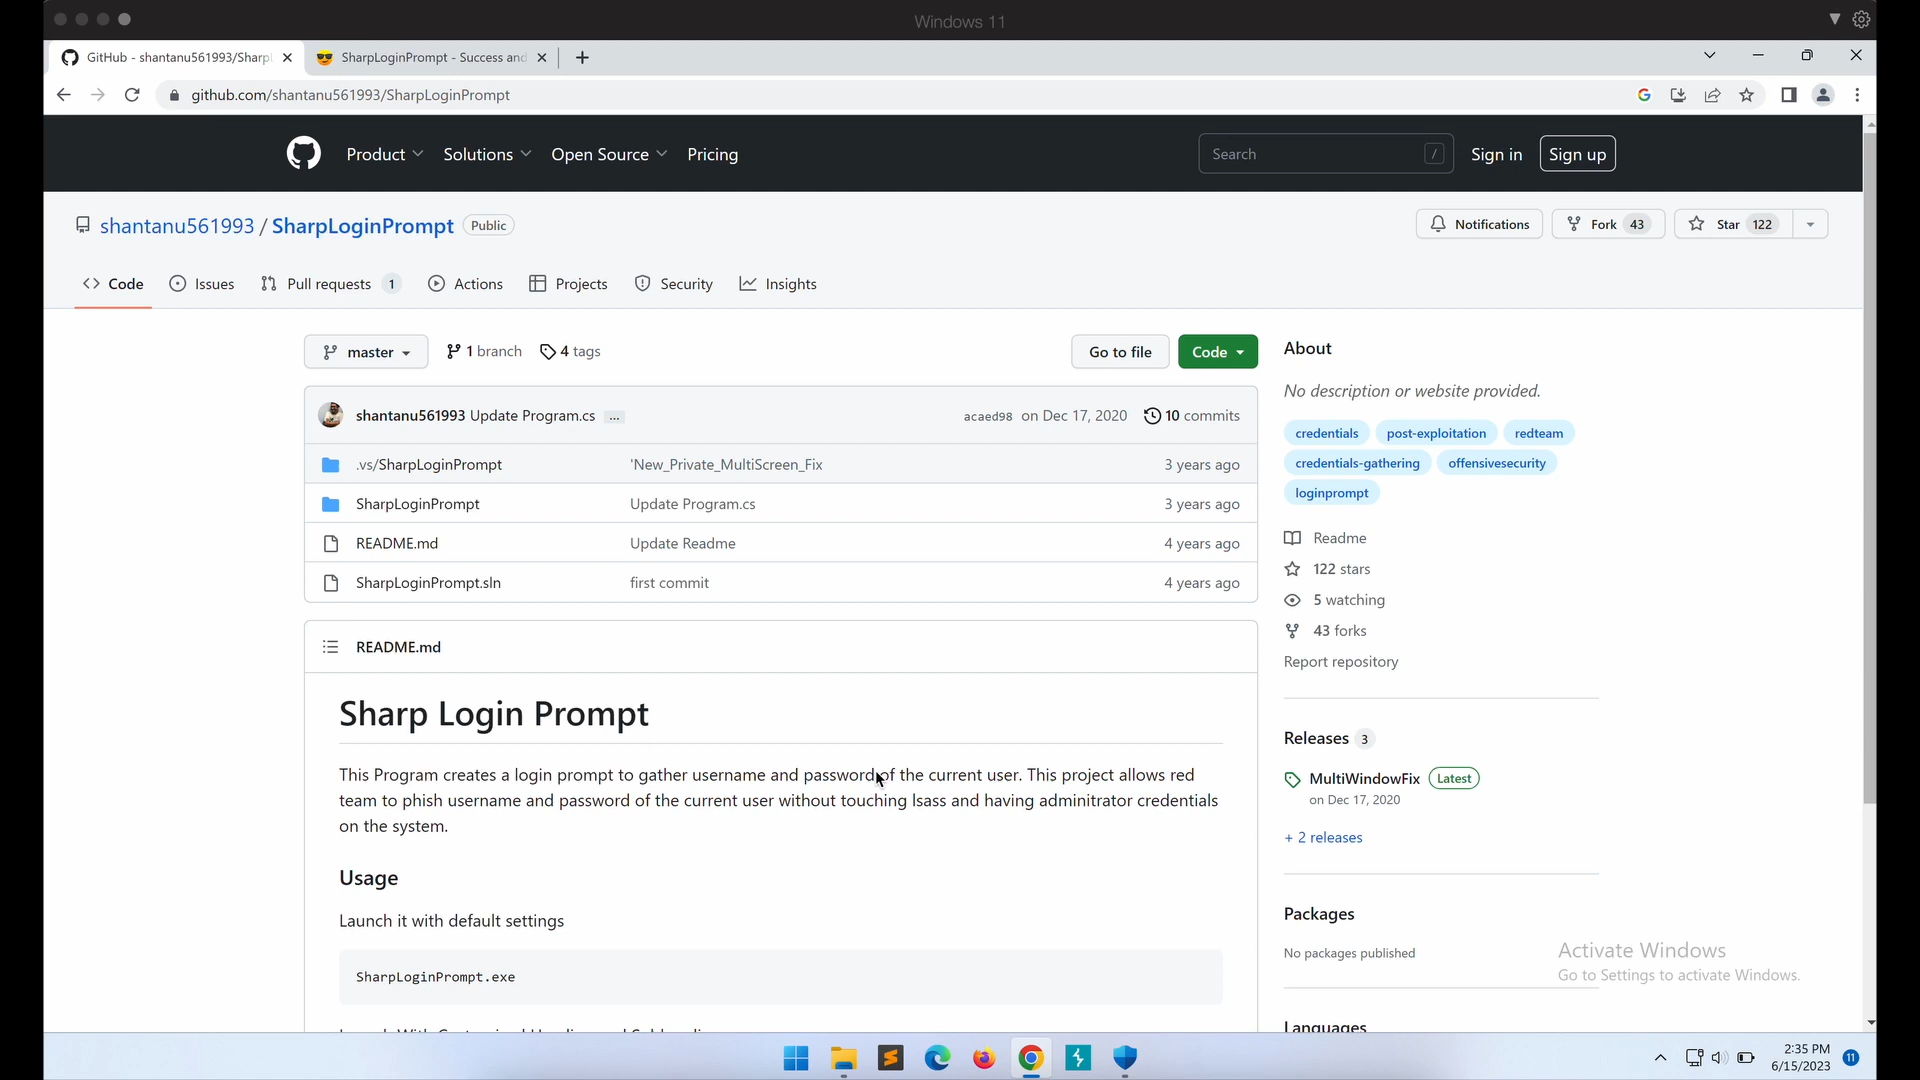 Windows 11
GitHub - shantanu561993/Sharpl
SharpLoginPrompt - Success and
github.com/shantanu561993/SharpLoginPrompt
Product Solutions Open Source Pricing
Search /
Sign in
Sign up
shantanu561993 / SharpLoginPrompt Public
Notifications
Fork 43
Star 122
Code Issues Pull requests 1 Actions Projects Security Insights
master 1 branch 4 tags
Go to file
Code
shantanu561993 Update Program.cs ... acaed98 on Dec 17, 2020 10 commits
.vs/SharpLoginPrompt 'New_Private_MultiScreen_Fix 3 years ago
SharpLoginPrompt Update Program.cs 3 years ago
README.md Update Readme 4 years ago
SharpLoginPrompt.sln first commit 4 years ago
README.md
Sharp Login Prompt
This Program creates a login prompt to gather username and password of the current user. This project allows red
team to phish username and password of the current user without touching lsass and having adminitrator credentials
on the system.
Usage
Launch it with default settings
SharpLoginPrompt.exe
About
No description or website provided.
credentials post-exploitation redteam
credentials-gathering offensivesecurity
loginprompt
Readme
122 stars
5 watching
43 forks
Report repository
Releases 3
MultiWindowFix Latest
on Dec 17, 2020
+ 2 releases
Packages
No packages published
Languages
Activate Windows
Go to Settings to activate Windows.
2:35 PM
6/15/2023
11